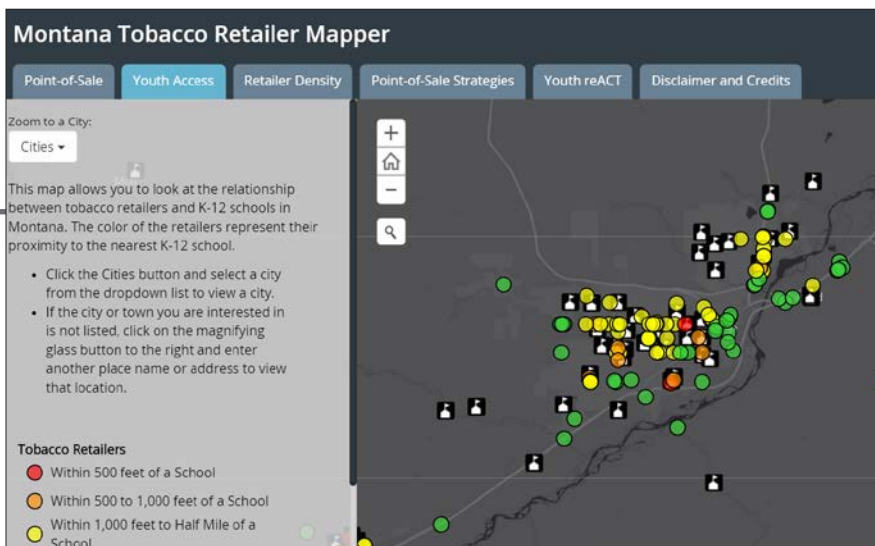 Montana Tobacco Retailer Mapper
Point-of-Sale
Youth Access
Retailer Density
Point-of-Sale Strategies
Youth reACT
Disclaimer and Credits
Zoom to a City:
Cities
This map allows you to look at the relationship
between tobacco retailers and K-12 schools in
Montana. The color of the retailers represent their
proximity to the nearest K-12 school.
• Click the Cities button and select a city
from the dropdown list to view a city.
• If the city or town you are interested in
is not listed, click on the magnifying
glass button to the right and enter
another place name or address to view
that location.
Tobacco Retailers
Within 500 feet of a School
Within 500 to 1,000 feet of a School
Within 1,000 feet to Half Mile of a
School